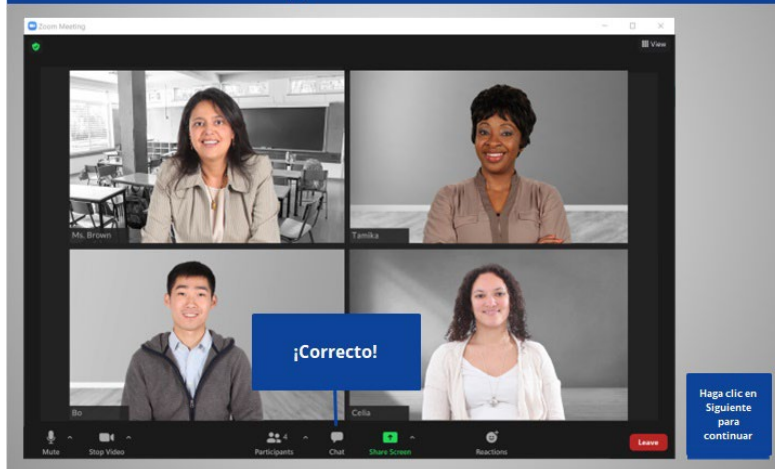 Zoom Meeting
View
Ms. Brown
Tamika
¡Correcto!
Bo
Celia
Haga clic en
Siguiente
para
continuar
Mute
Stop Video
4
Participants
Chat
Share Screen
Reactions
Leave